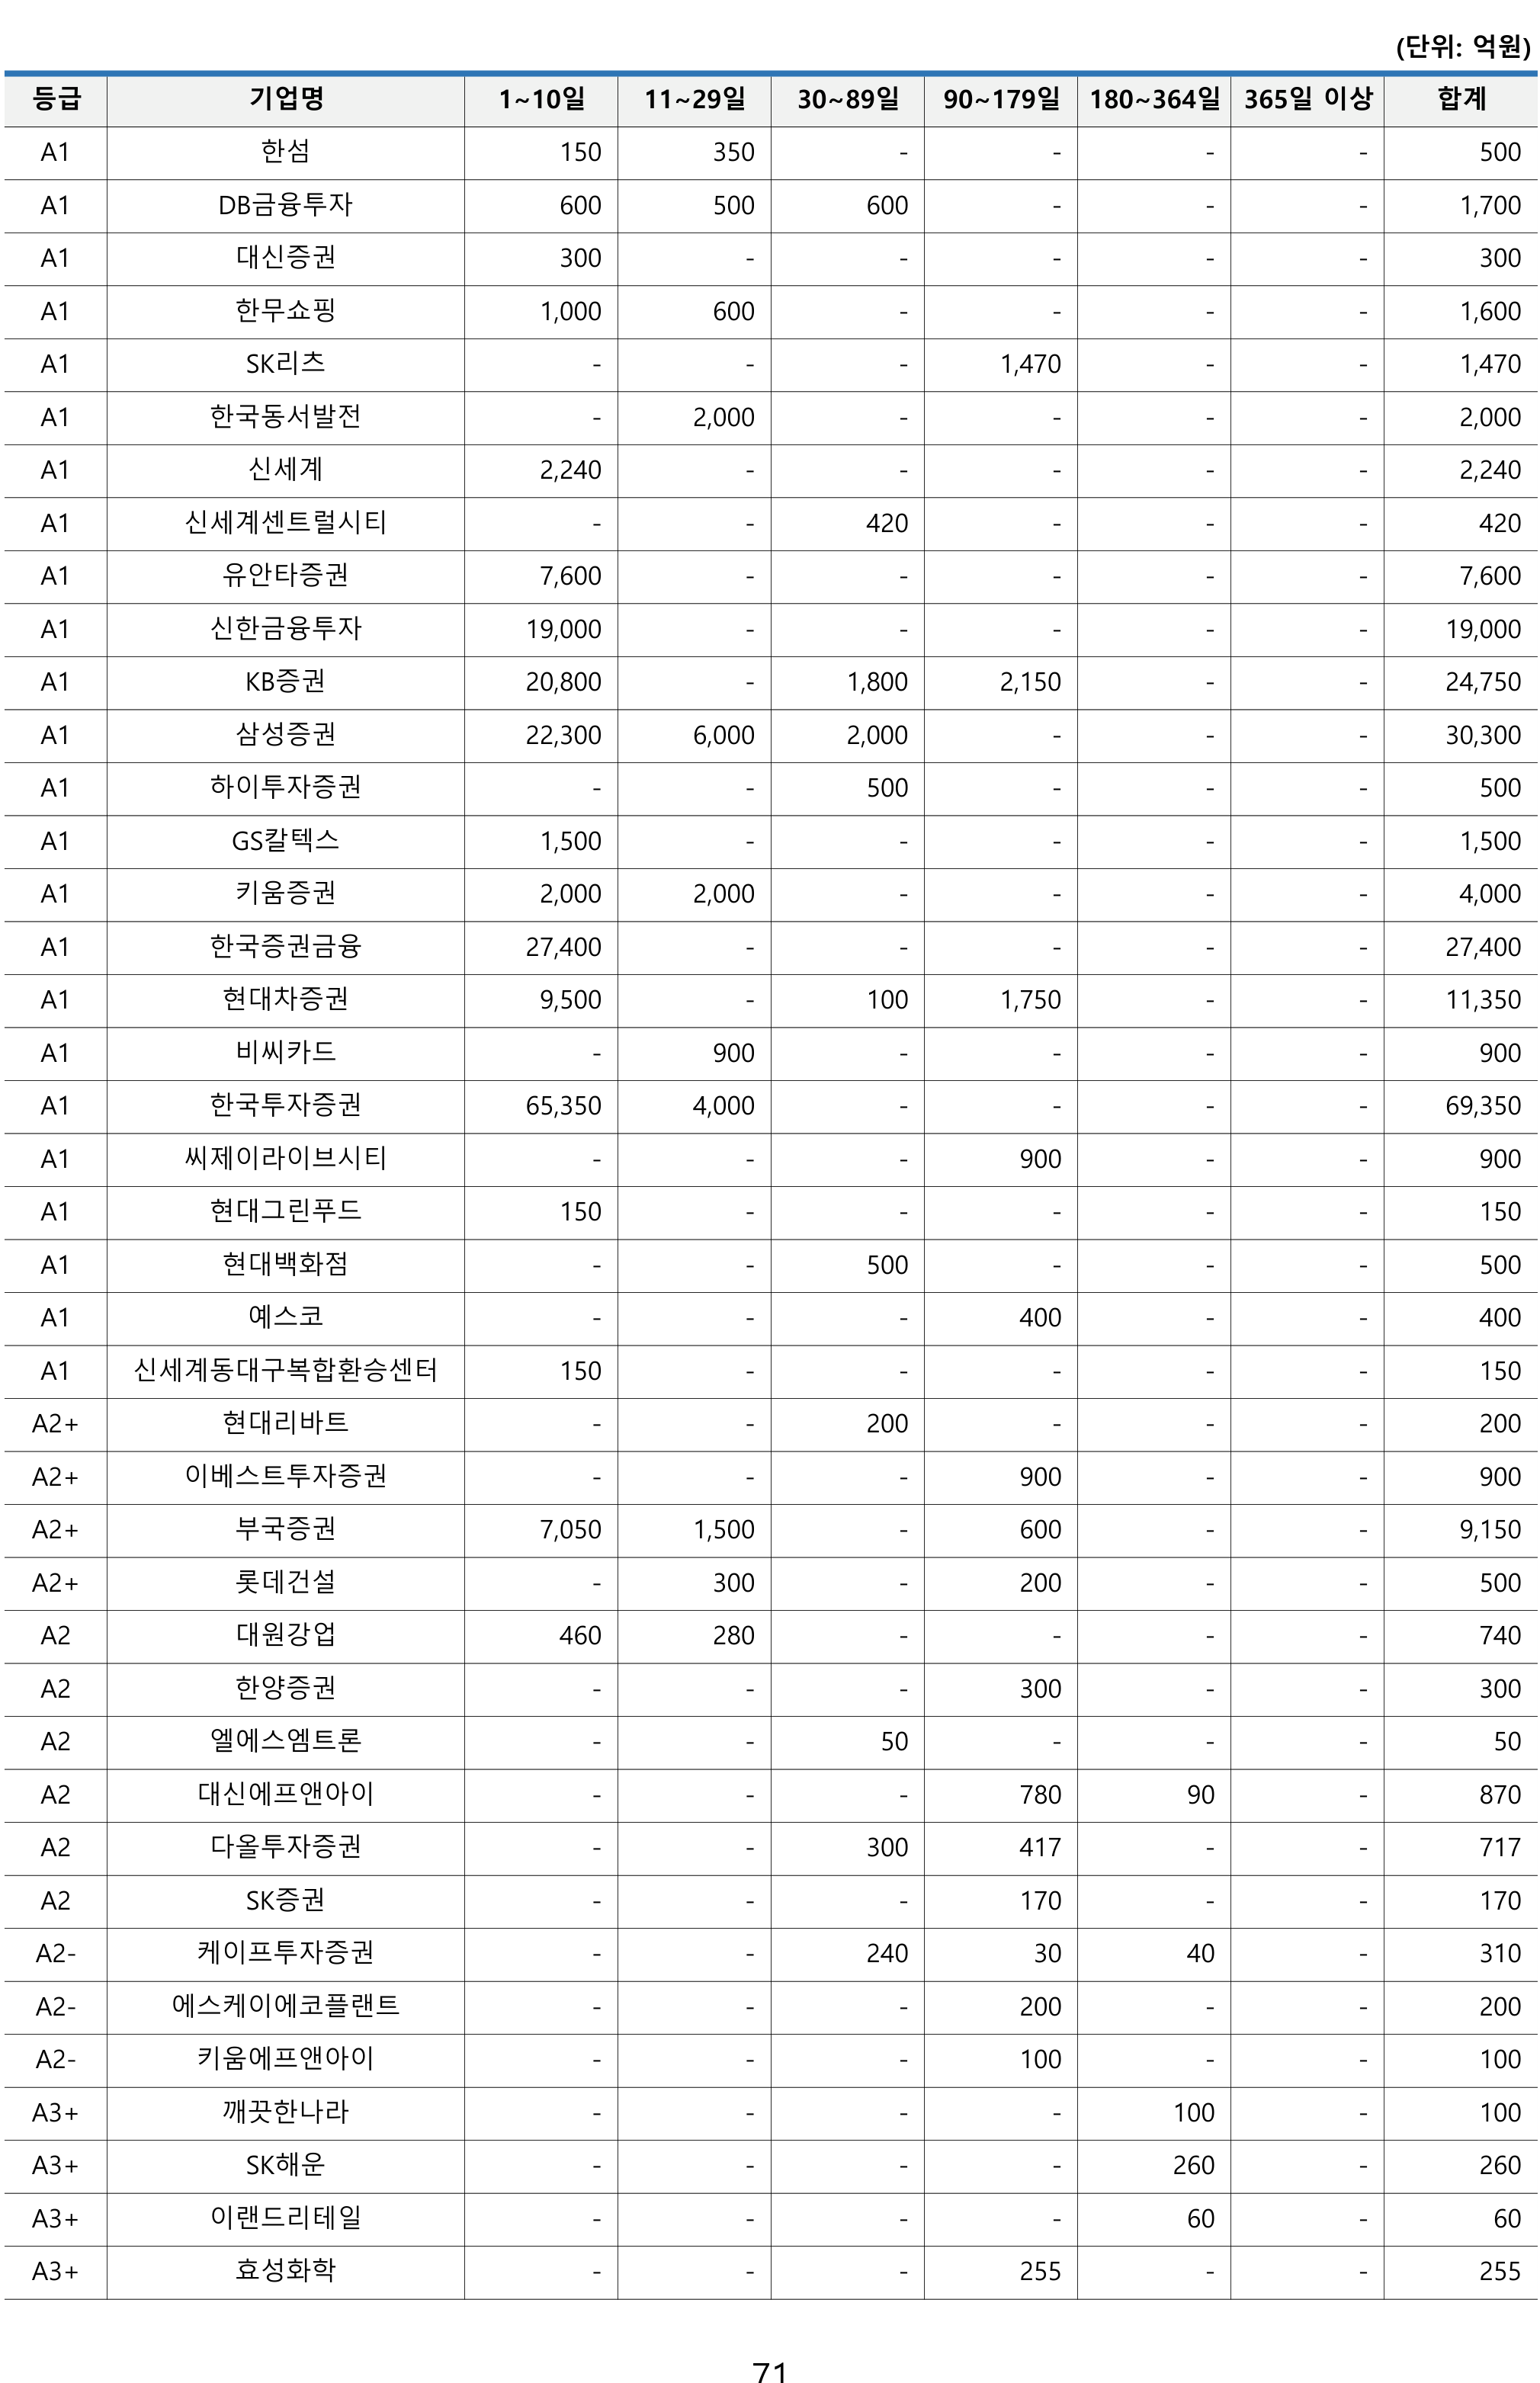 (단위: 억원)
등급 기업명 1~10일 11~29일 30~89일 90~179일 180~364일 365일 이상 합계
A1 한섬 150 350 - - - - 500
A1 DB금융투자 600 500 600 - - - 1,700
A1 대신증권 300 - - - - - 300
A1 한무쇼핑 1,000 600 - - - - 1,600
A1 SK리츠 - - - 1,470 - - 1,470
A1 한국동서발전 - 2,000 - - - - 2,000
A1 신세계 2,240 - - - - - 2,240
A1 신세계센트럴시티 - - 420 - - - 420
A1 유안타증권 7,600 - - - - - 7,600
A1 신한금융투자 19,000 - - - - - 19,000
A1 KB증권 20,800 - 1,800 2,150 - - 24,750
A1 삼성증권 22,300 6,000 2,000 - - - 30,300
A1 하이투자증권 - - 500 - - - 500
A1 GS칼텍스 1,500 - - - - - 1,500
A1 키움증권 2,000 2,000 - - - - 4,000
A1 한국증권금융 27,400 - - - - - 27,400
A1 현대차증권 9,500 - 100 1,750 - - 11,350
A1 비씨카드 - 900 - - - - 900
A1 한국투자증권 65,350 4,000 - - - - 69,350
A1 씨제이라이브시티 - - - 900 - - 900
A1 현대그린푸드 150 - - - - - 150
A1 현대백화점 - - 500 - - - 500
A1 예스코 - - - 400 - - 400
A1 신세계동대구복합환승센터 150 - - - - - 150
A2+ 현대리바트 - - 200 - - - 200
A2+ 이베스트투자증권 - - - 900 - - 900
A2+ 부국증권 7,050 1,500 - 600 - - 9,150
A2+ 롯데건설 - 300 - 200 - - 500
A2 대원강업 460 280 - - - - 740
A2 한양증권 - - - 300 - - 300
A2 엘에스엠트론 - - 50 - - - 50
A2 대신에프앤아이 - - - 780 90 - 870
A2 다올투자증권 - - 300 417 - - 717
A2 SK증권 - - - 170 - - 170
A2- 케이프투자증권 - - 240 30 40 - 310
A2- 에스케이에코플랜트 - - - 200 - - 200
A2- 키움에프앤아이 - - - 100 - - 100
A3+ 깨끗한나라 - - - - 100 - 100
A3+ SK해운 - - - - 260 - 260
A3+ 이랜드리테일 - - - - 60 - 60
A3+ 효성화학 - - - 255 - - 255
71